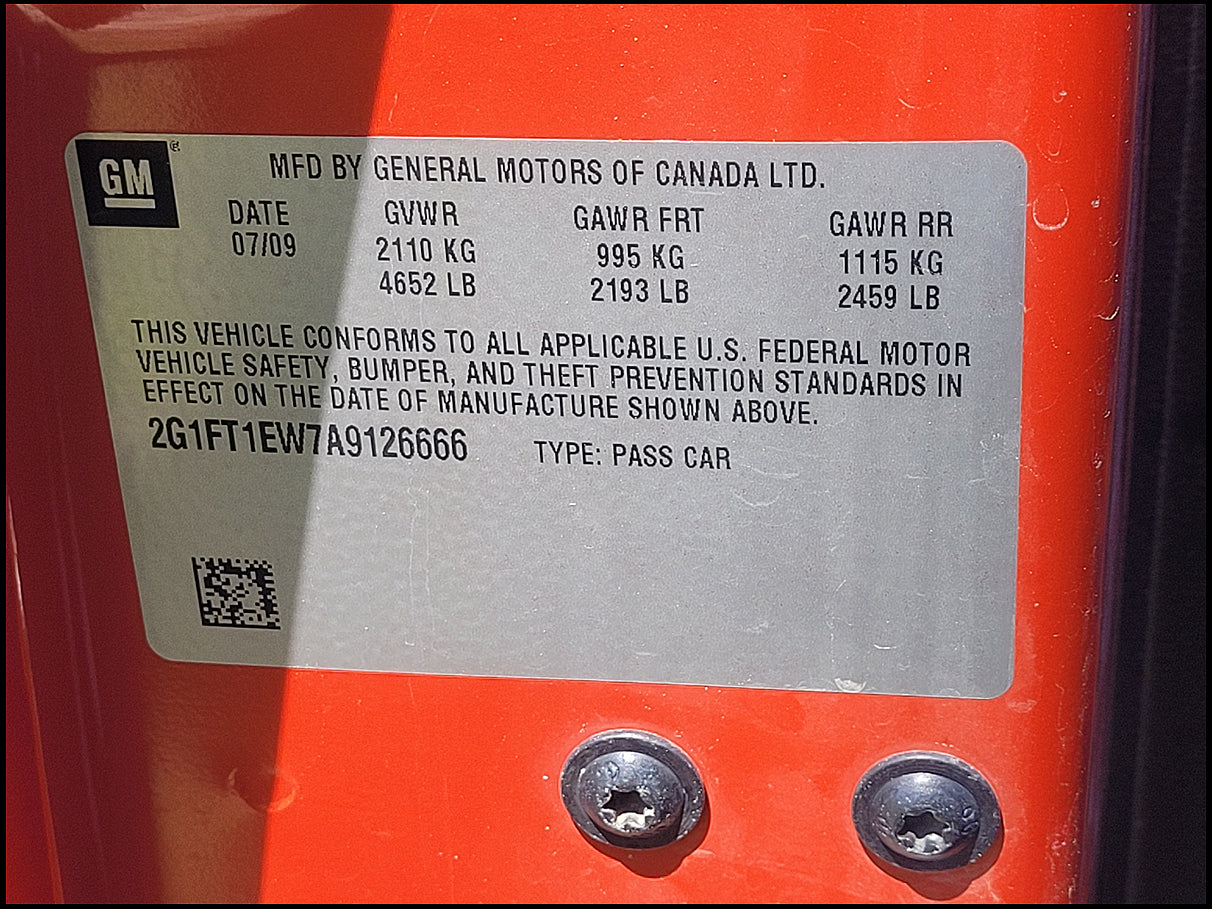 GM
MFD BY GENERAL MOTORS OF CANADA LTD.
DATE GVWR GAWR FRT GAWR RR
07/09 2110 KG 995 KG 1115 KG
4652 LB 2193 LB 2459 LB
THIS VEHICLE CONFORMS TO ALL APPLICABLE U.S. FEDERAL MOTOR
VEHICLE SAFETY, BUMPER, AND THEFT PREVENTION STANDARDS IN
EFFECT ON THE DATE OF MANUFACTURE SHOWN ABOVE.
2G1FT1EW7A9126666 TYPE: PASS CAR